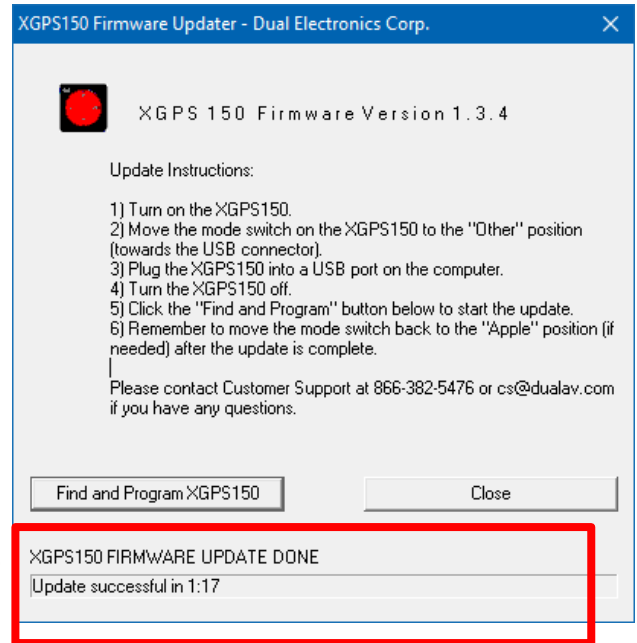 XGPS150 Firmware Updater - Dual Electronics Corp.
XGPS 150 Firmware Version 1.3.4
Update Instructions:
1) Turn on the XGPS150.
2) Move the mode switch on the XGPS150 to the "Other" position
(towards the USB connector).
3) Plug the XGPS150 into a USB port on the computer.
4) Turn the XGPS150 off.
5) Click the "Find and Program" button below to start the update.
6) Remember to move the mode switch back to the "Apple" position (if
needed) after the update is complete.
Please contact Customer Support at 866-382-5476 or cs@dualav.com
if you have any questions.
Find and Program XGPS150
Close
XGPS150 FIRMWARE UPDATE DONE
Update successful in 1:17